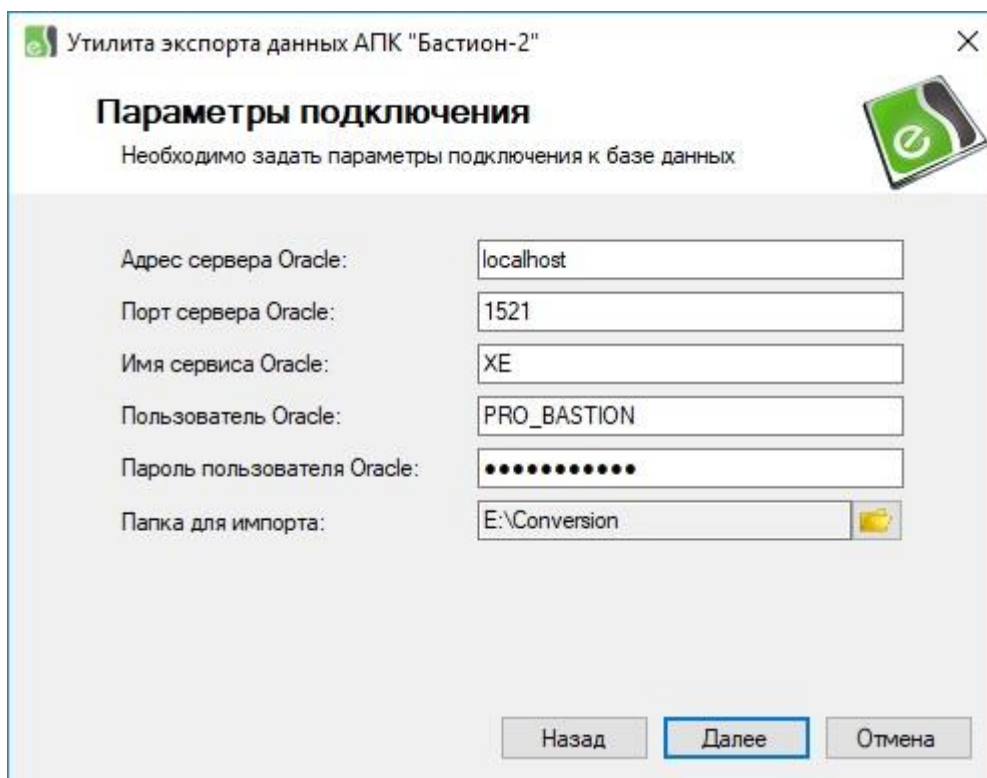 Утилита экспорта данных АПК "Бастион-2"
Параметры подключения
Необходимо задать параметры подключения к базе данных
Адрес сервера Oracle: localhost
Порт сервера Oracle: 1521
Имя сервиса Oracle: XE
Пользователь Oracle: PRO_BASTION
Пароль пользователя Oracle: ●●●●●●●●●●●
Папка для импорта: E:\Conversion
Назад Далее Отмена